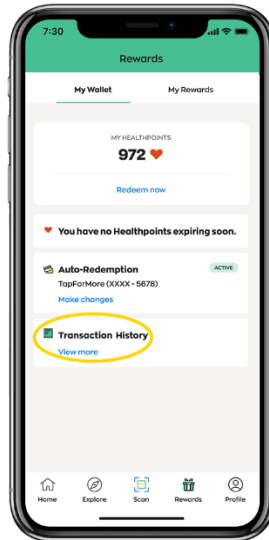 7:30
Rewards
My Wallet My Rewards
MY HEALTHPOINTS
972
Redeem now
You have no Healthpoints expiring soon.
Auto-Redemption ACTIVE
TapForMore (XXXX - 5678)
Make changes
Transaction History
View more
Home Explore Scan Rewards Profile